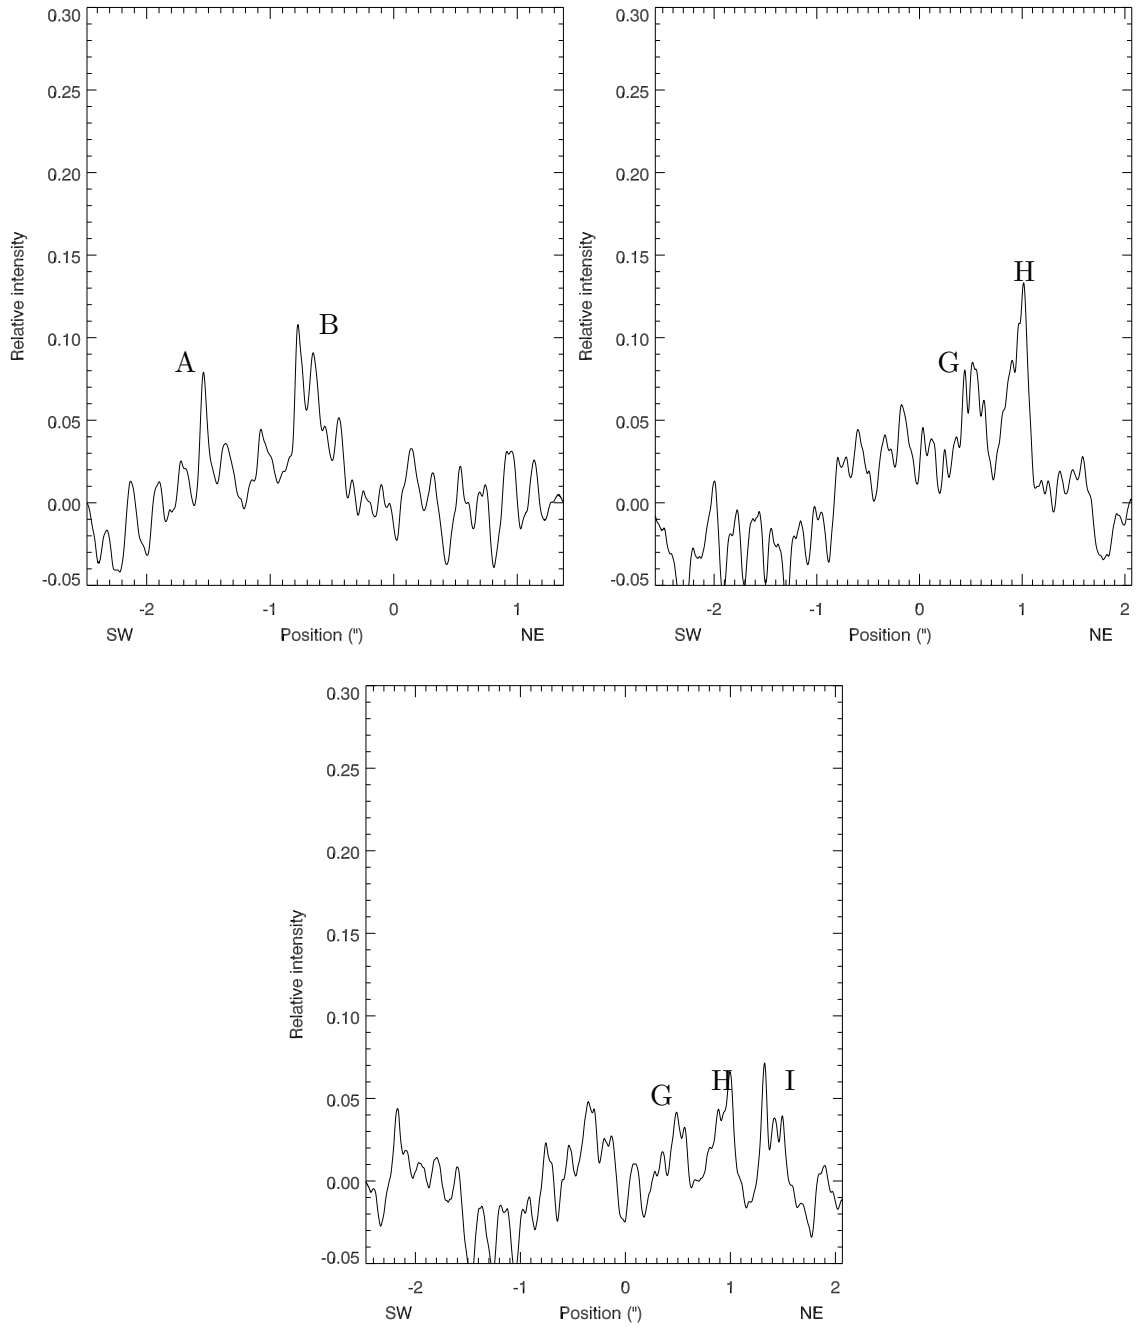 0.30
0.25
0.20
0.15
0.10
0.05
0.00
-0.05
Relative intensity
A
B
-2 -1 0 1
SW Position (") NE
0.30
0.25
0.20
0.15
0.10
0.05
0.00
-0.05
Relative intensity
H
G
-2 -1 0 1 2
SW Position (") NE
0.30
0.25
0.20
0.15
0.10
0.05
0.00
-0.05
Relative intensity
G H I
-2 -1 0 1 2
SW Position (") NE